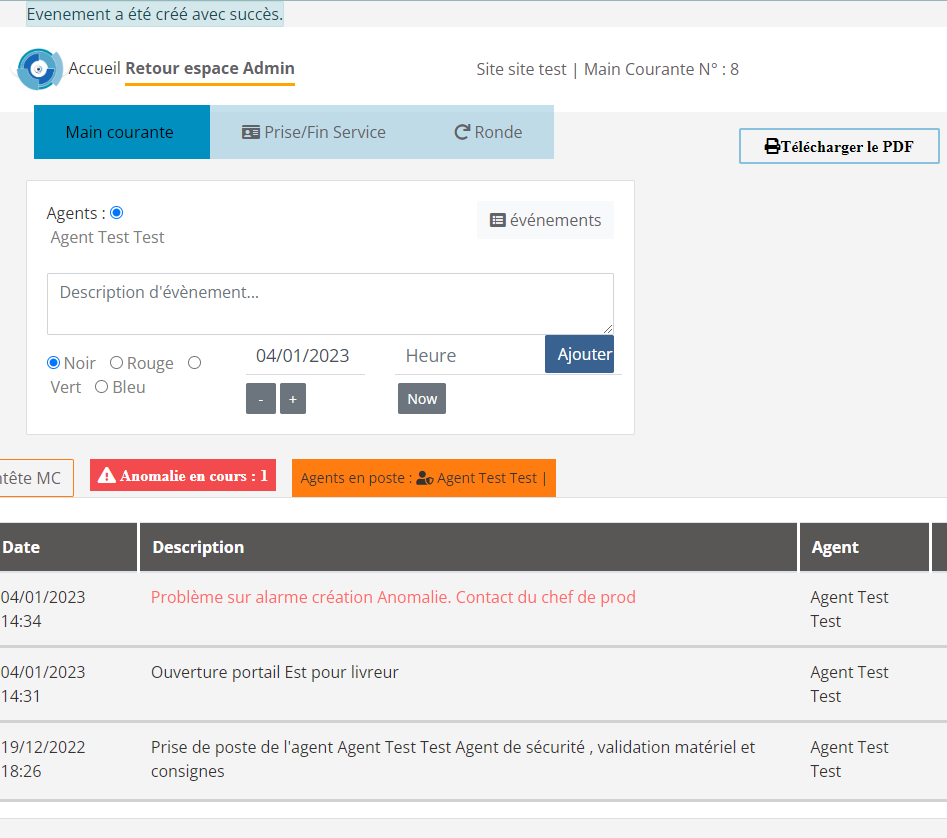 Evenement a été créé avec succès.
Accueil Retour espace Admin
Site site test | Main Courante N° : 8
Main courante
Prise/Fin Service
Ronde
Télécharger le PDF
Agents :
Agent Test Test
événements
Description d'évènement...
Noir Rouge
Vert Bleu
04/01/2023
Heure
Ajouter
- +
Now
MC
Anomalie en cours : 1
Agents en poste : Agent Test Test |
Date Description Agent
04/01/2023
14:34
Problème sur alarme création Anomalie. Contact du chef de prod
Agent Test
Test
04/01/2023
14:31
Ouverture portail Est pour livreur
Agent Test
Test
19/12/2022
18:26
Prise de poste de l'agent Agent Test Test Agent de sécurité , validation matériel et
consignes
Agent Test
Test